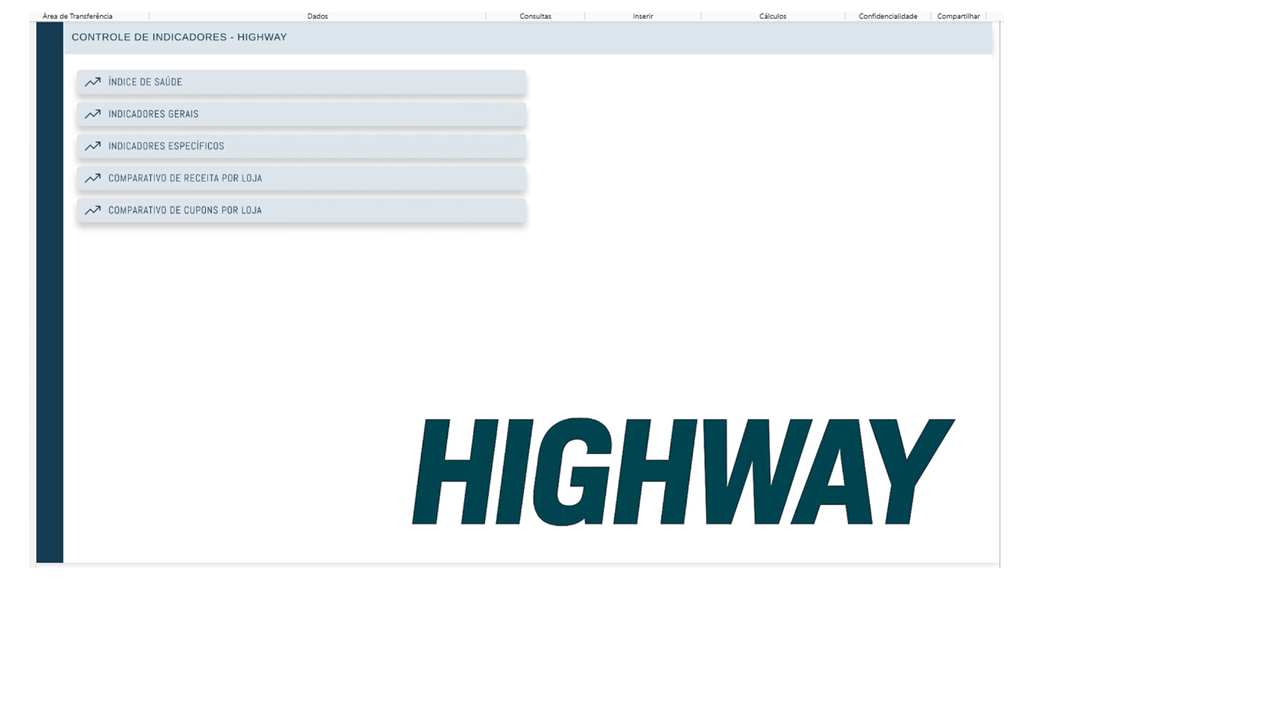 Área de Transferência Dados Consultas Inserir Cálculos Confidencialidade Compartilhar
CONTROLE DE INDICADORES - HIGHWAY
ÍNDICE DE SAÚDE
INDICADORES GERAIS
INDICADORES ESPECÍFICOS
COMPARATIVO DE RECEITA POR LOJA
COMPARATIVO DE CUPONS POR LOJA
HIGHWAY